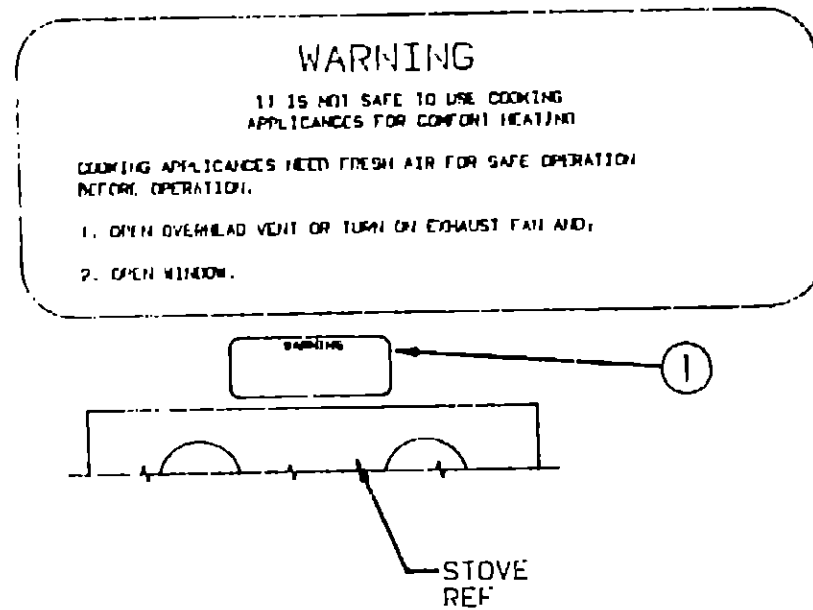 WARNING
IT IS NOT SAFE TO USE COOKING
APPLICANCES FOR COMFORT HEATING
COOKING APPLICANCES NEED FRESH AIR FOR SAFE OPERATION
BEFORE OPERATION.
1. OPEN OVERHEAD VENT OR TURN ON EXHAUST FAN AND,
2. OPEN WINDOW.
WARNING
1
STOVE
REF